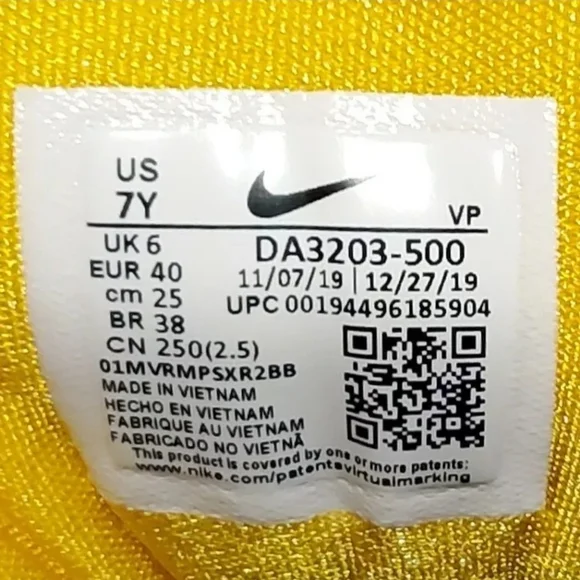 US
7Y
VP
UK 6
EUR 40
cm 25
BR 38
CN 250(2.5)
DA3203-500
11/07/19 | 12/27/19
UPC 00194496185904
01MVRMPSXR2BB
MADE IN VIETNAM
HECHO EN VIETNAM
FABRIQUE AU VIETNAM
FABRICADO NO VIETNÃ
This product is covered by one or more patents:
www.nike.com/patentsvirtualmarking